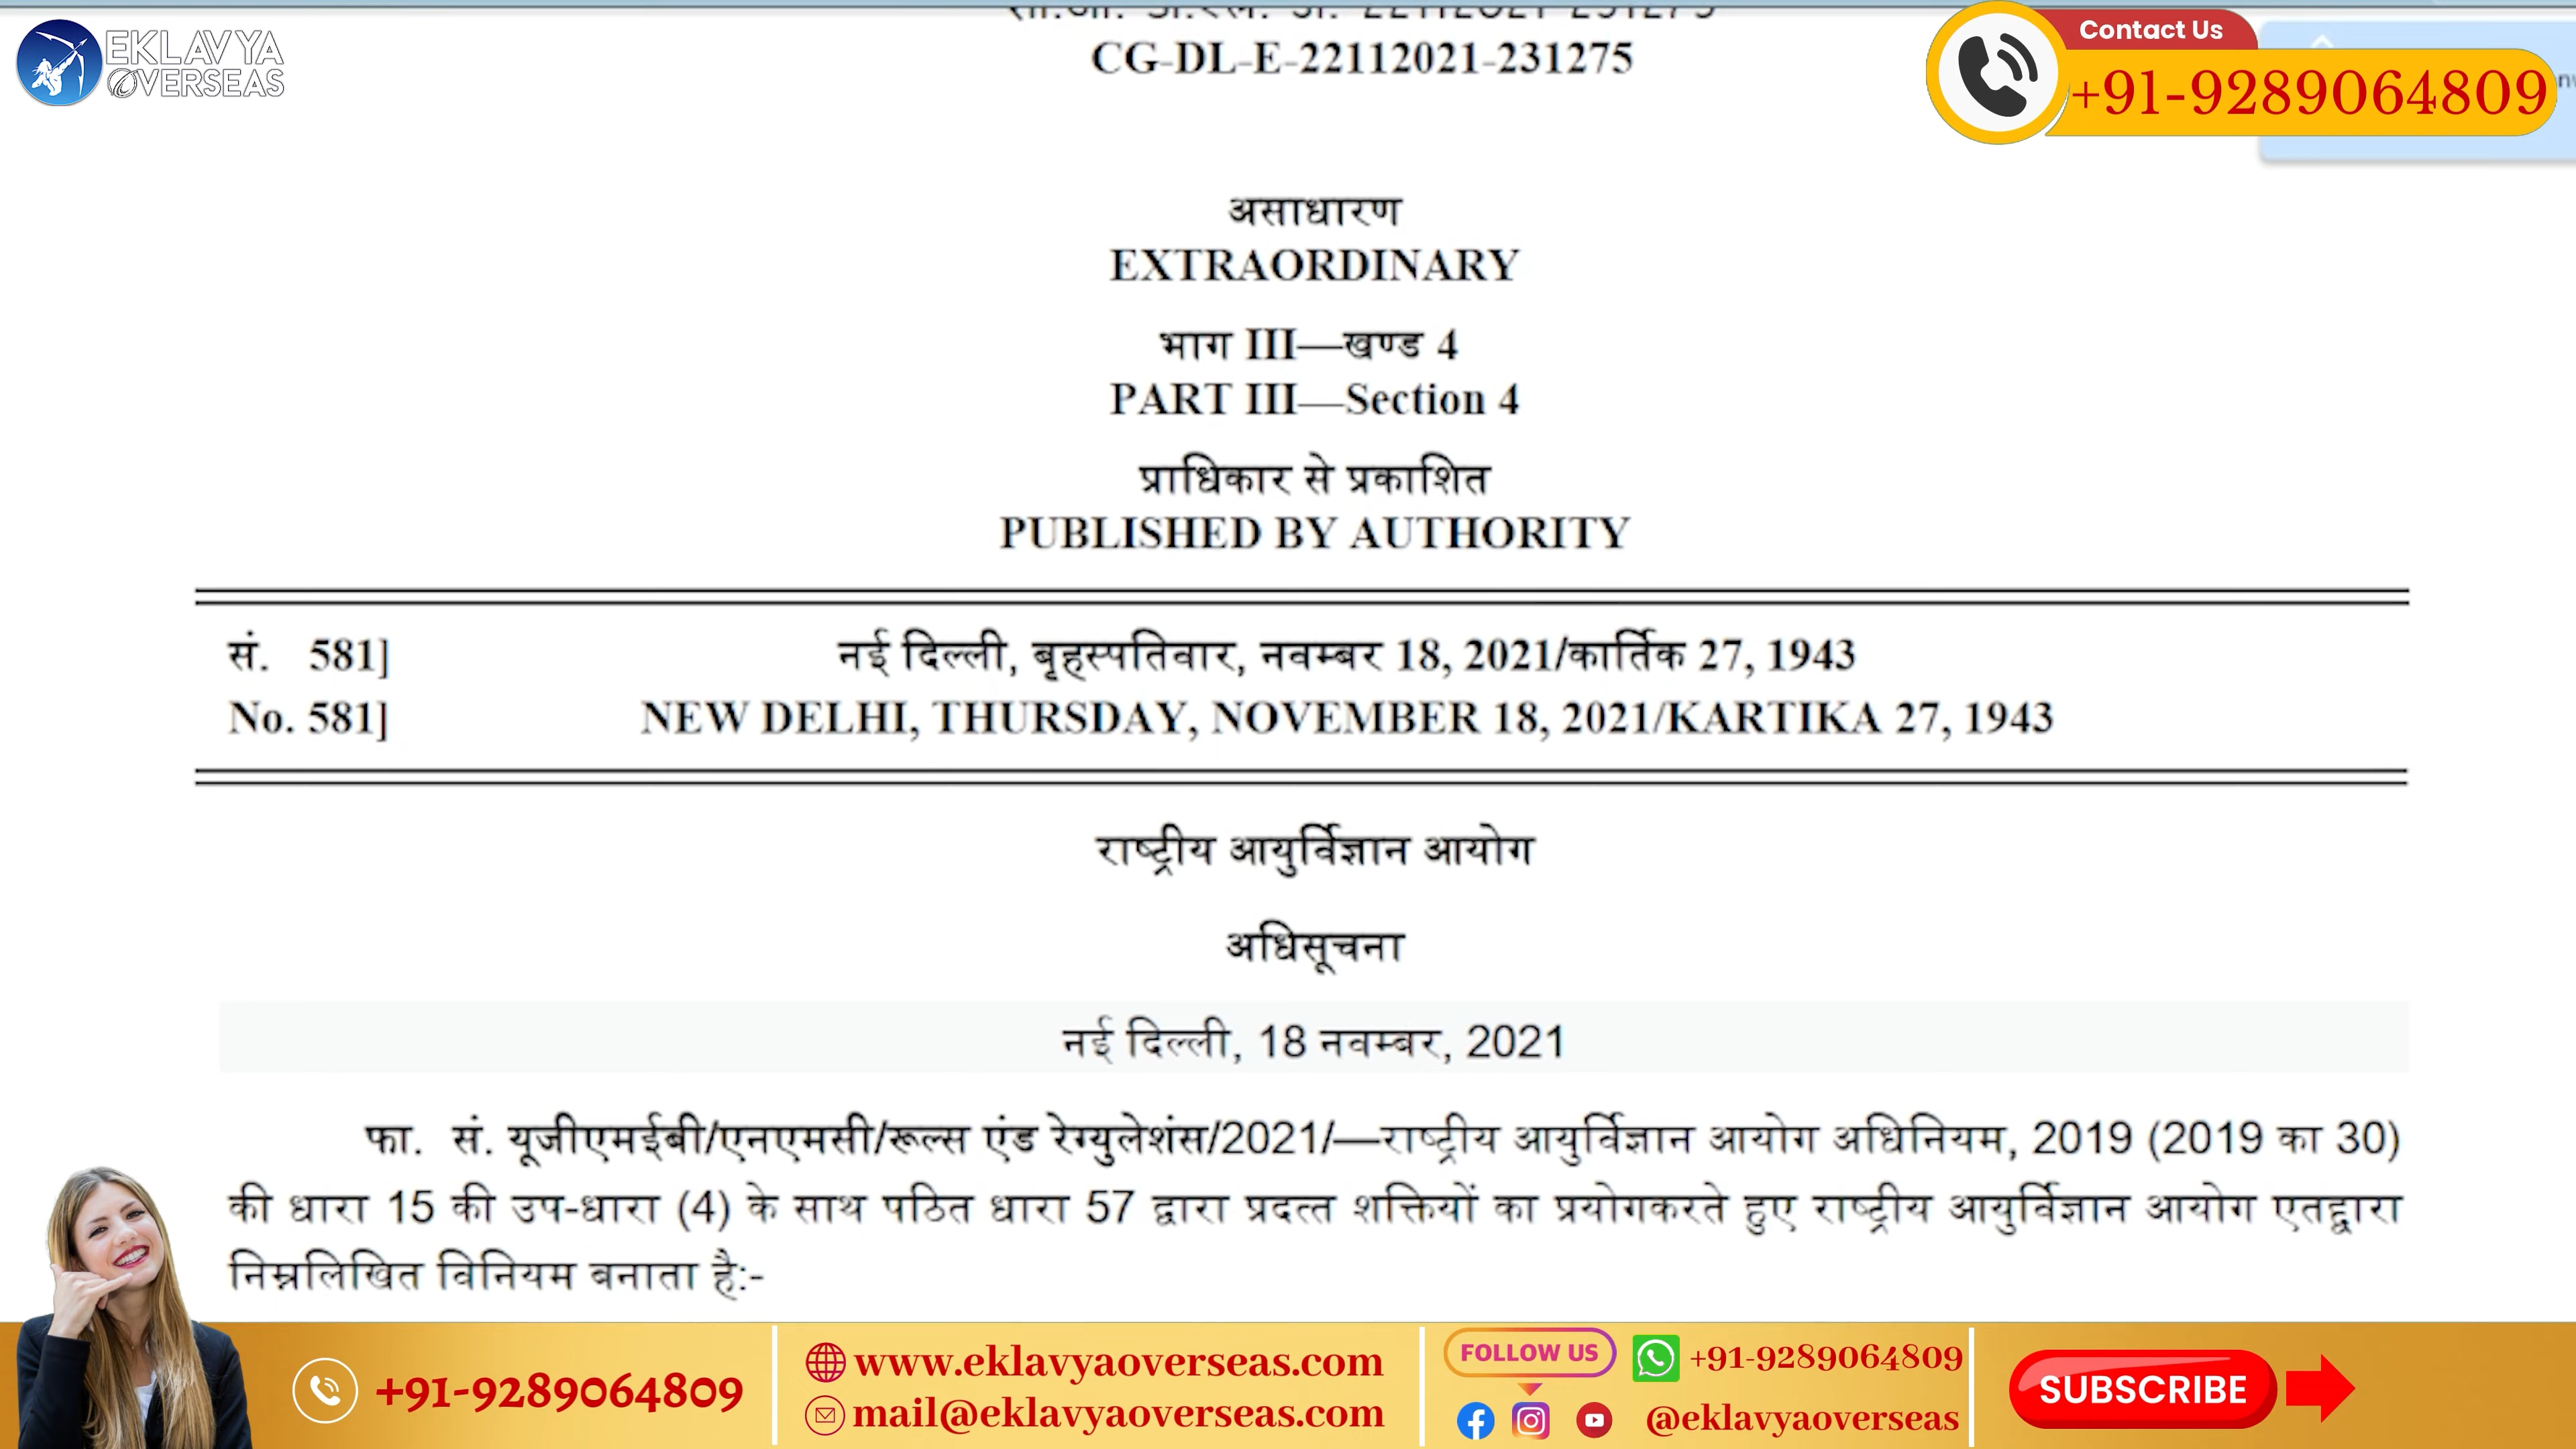 CG-DL-E-22112021-231275
EKLAVYA
OVERSEAS
Contact Us
+91-9289064809
असाधारण
EXTRAORDINARY
भाग III—खण्ड 4
PART III—Section 4
प्राधिकार से प्रकाशित
PUBLISHED BY AUTHORITY
सं. 581] नई दिल्ली, बृहस्पतिवार, नवम्बर 18, 2021/कार्तिक 27, 1943
No. 581] NEW DELHI, THURSDAY, NOVEMBER 18, 2021/KARTIKA 27, 1943
राष्ट्रीय आयुर्विज्ञान आयोग
अधिसूचना
नई दिल्ली, 18 नवम्बर, 2021
फा. सं. यूजीएमईबी/एनएमसी/रूल्स एंड रेग्युलेशंस/2021/—राष्ट्रीय आयुर्विज्ञान आयोग अधिनियम, 2019 (2019 का 30)
की धारा 15 की उप-धारा (4) के साथ पठित धारा 57 द्वारा प्रदत्त शक्तियों का प्रयोगकरते हुए राष्ट्रीय आयुर्विज्ञान आयोग एतद्वारा
निम्नलिखित विनियम बनाता है:-
+91-9289064809
www.eklavyaoverseas.com
mail@eklavyaoverseas.com
FOLLOW US
+91-9289064809
@eklavyaoverseas
SUBSCRIBE